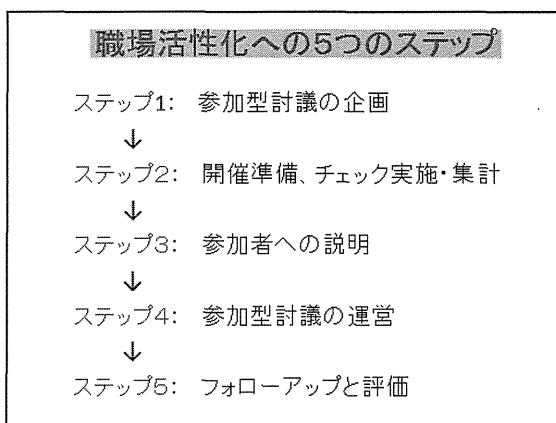 職場活性化への5つのステップ
ステップ1: 参加型討議の企画
↓
ステップ2: 開催準備、チェック実施・集計
↓
ステップ3: 参加者への説明
↓
ステップ4: 参加型討議の運営
↓
ステップ5: フォローアップと評価